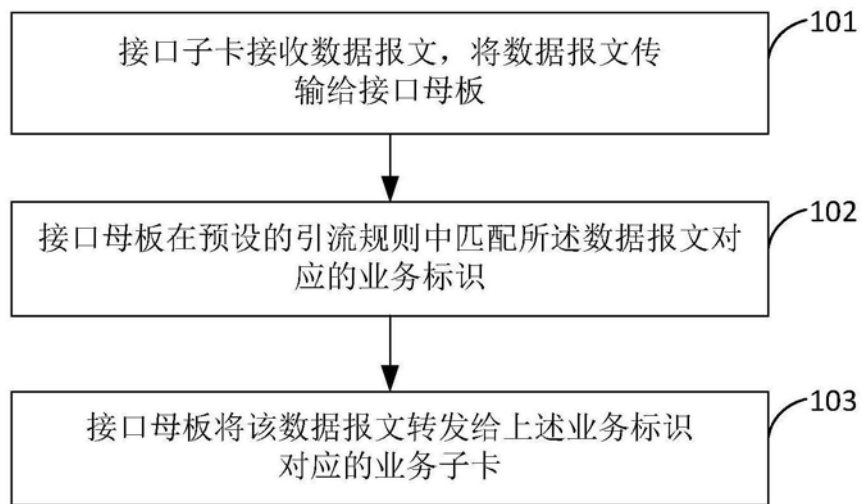 101
接口子卡接收数据报文，将数据报文传
输给接口母板
102
接口母板在预设的引流规则中匹配所述数据报文对
应的业务标识
103
接口母板将该数据报文转发给上述业务标识
对应的业务子卡